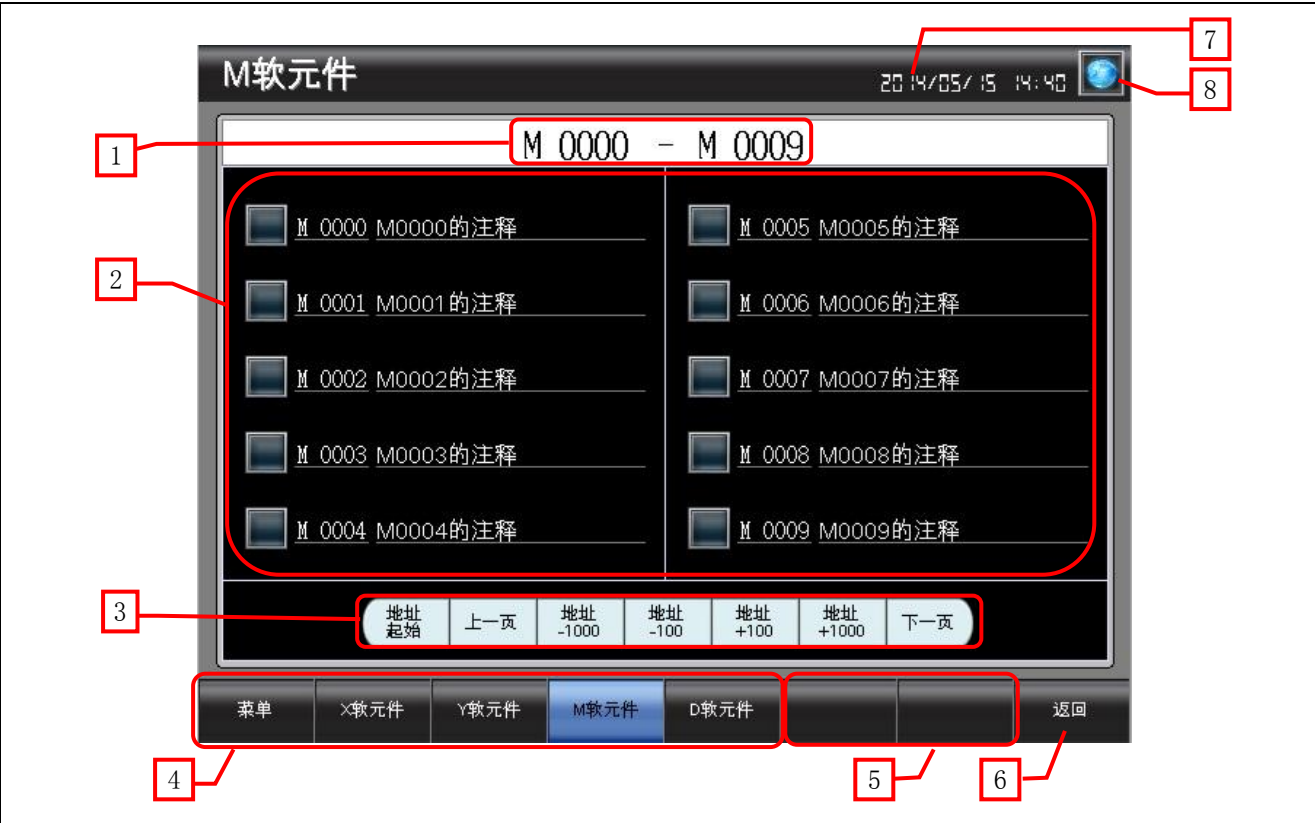 7
M软元件
2014/05/15 14:40
8
1
M 0000 - M 0009
2
M 0000 M0000的注释
M 0001 M0001的注释
M 0002 M0002的注释
M 0003 M0003的注释
M 0004 M0004的注释
M 0005 M0005的注释
M 0006 M0006的注释
M 0007 M0007的注释
M 0008 M0008的注释
M 0009 M0009的注释
3
地址
起始
上一页
地址
-1000
地址
-100
地址
+100
地址
+1000
下一页
菜单 X软元件 Y软元件 M软元件 D软元件 返回
4
5
6